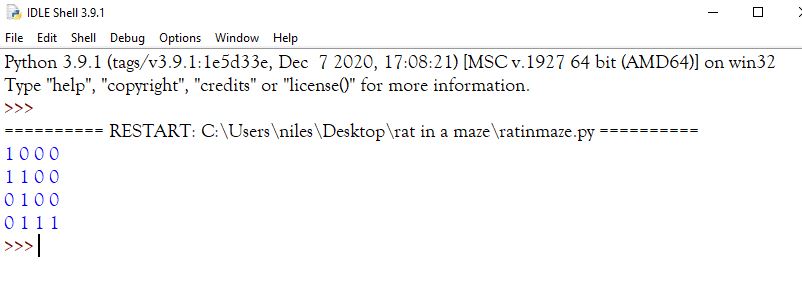 IDLE Shell 3.9.1
File Edit Shell Debug Options Window Help
Python 3.9.1 (tags/v3.9.1:1e5d33e, Dec  7 2020, 17:08:21) [MSC v.1927 64 bit (AMD64)] on win32
Type "help", "copyright", "credits" or "license()" for more information.
>>>
========== RESTART: C:\Users\niles\Desktop\rat in a maze\ratinmaze.py ==========
1 0 0 0
1 1 0 0
0 1 0 0
0 1 1 1
>>>